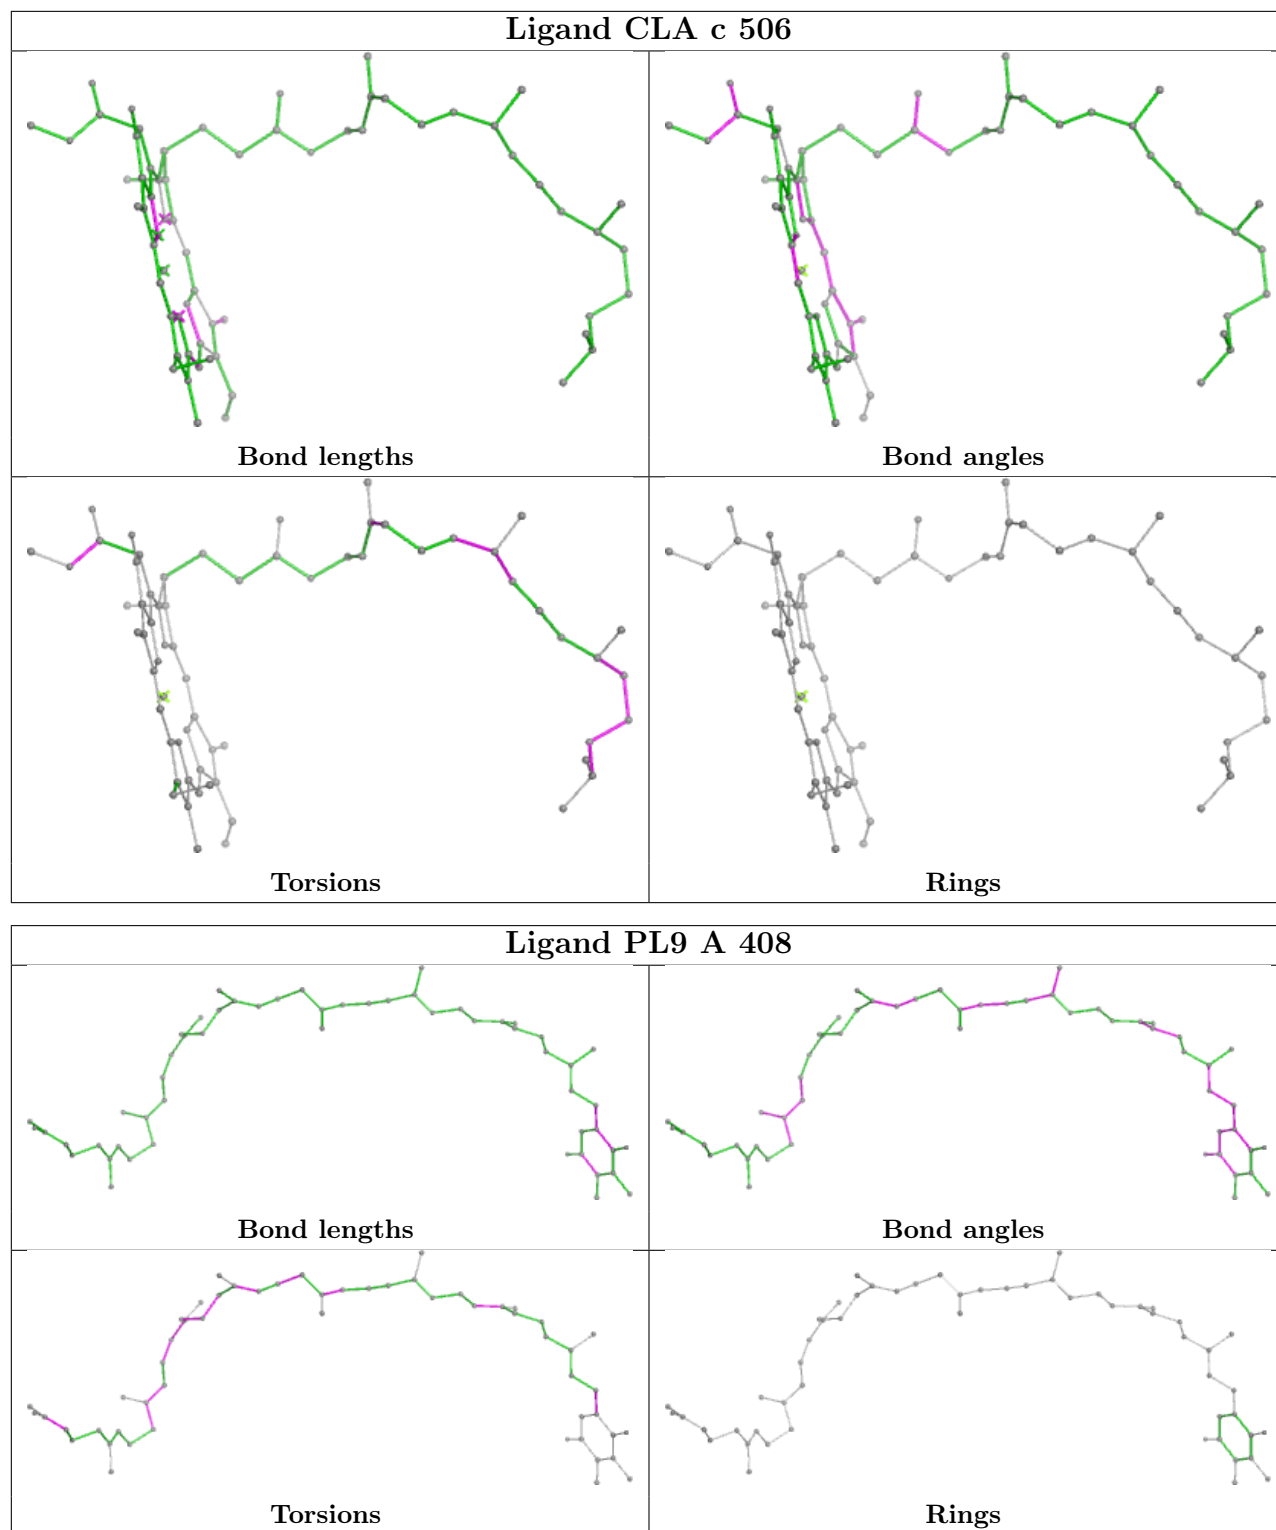 Ligand CLA c 506
Bond lengths
Bond angles
Torsions
Rings
Ligand PL9 A 408
Bond lengths
Bond angles
Torsions
Rings